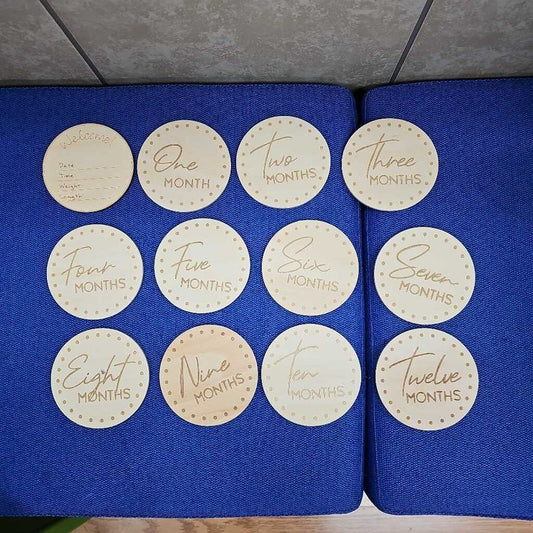 Welcome!
Date
Time
Weight
Length
One
MONTH
Two
MONTHS
Three
MONTHS
Four
MONTHS
Five
MONTHS
Six
MONTHS
Seven
MONTHS
Eight
MONTHS
Nine
MONTHS
Ten
MONTHS
Twelve
MONTHS